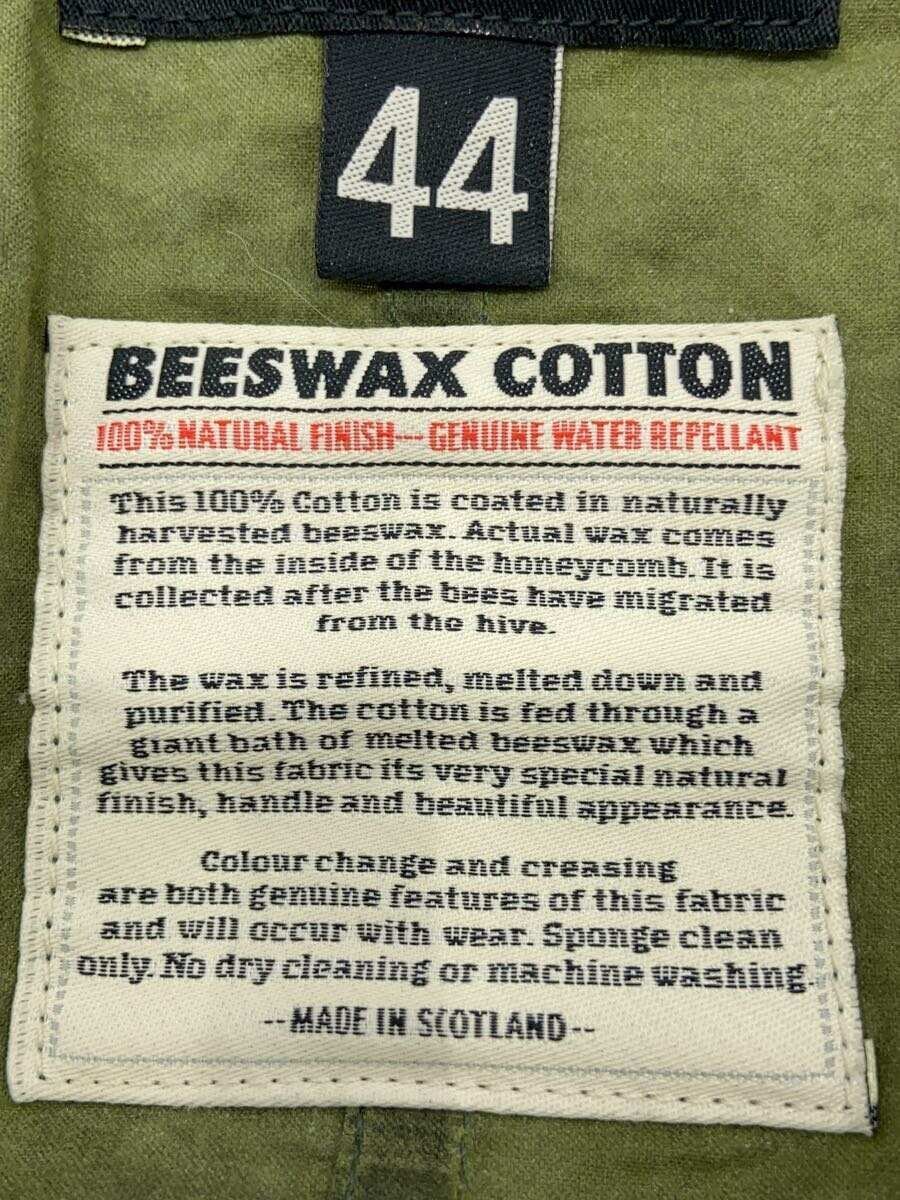 44
BEESWAX COTTON
100% NATURAL FINISH---GENUINE WATER REPELLANT
This 100% Cotton is coated in naturally
harvested beeswax. Actual wax comes
from the inside of the honeycomb. It is
collected after the bees have migrated
from the hive.
The wax is refined, melted down and
purified. The cotton is fed through a
giant bath of melted beeswax which
gives this fabric its very special natural
finish, handle and beautiful appearance.
Colour change and creasing
are both genuine features of this fabric
and will occur with wear. Sponge clean
only. No dry cleaning or machine washing.
--MADE IN SCOTLAND--